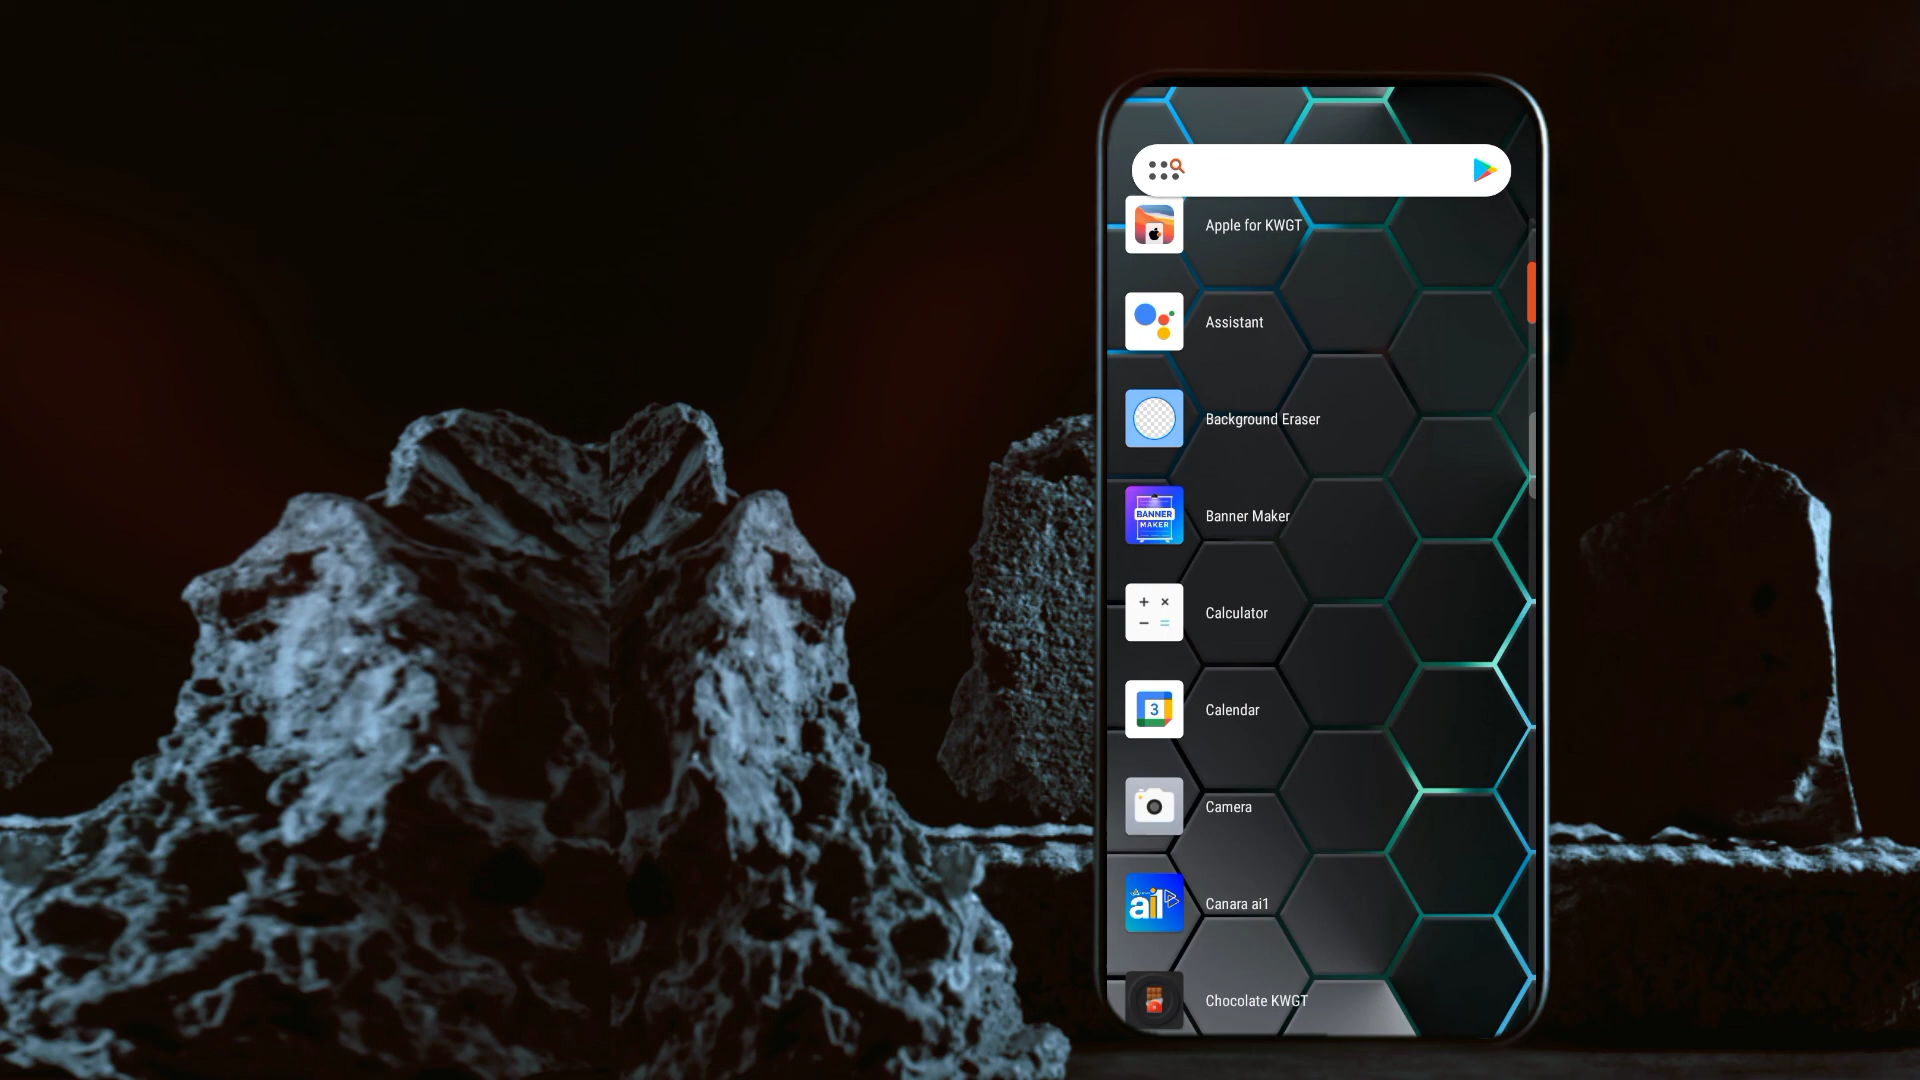 Apple for KWGT
Assistant
Background Eraser
BANNER
MAKER
Banner Maker
+ ×
− =
Calculator
3
Calendar
Camera
ai1
Canara ai1
Chocolate KWGT